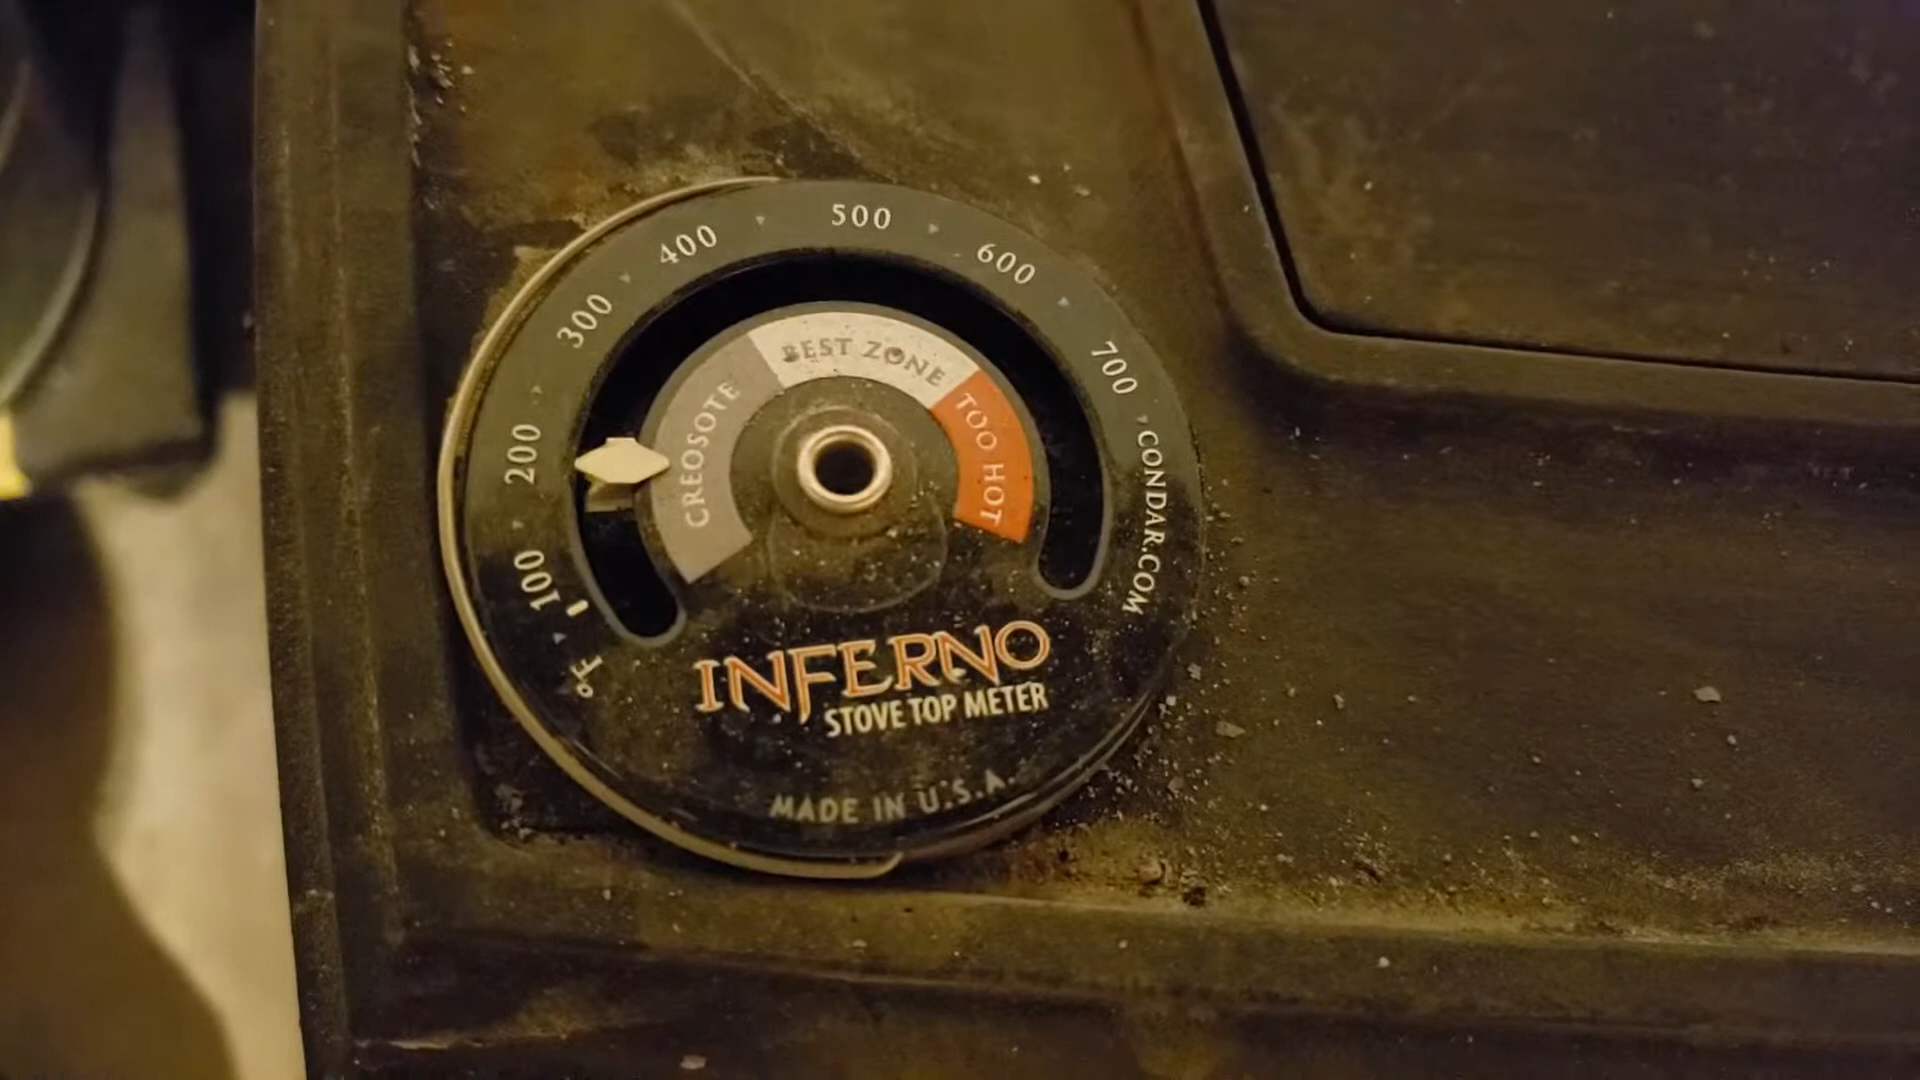 100
200
300
400
500
600
700
°F
CREOSOTE
BEST ZONE
TOO HOT
CONDAR.COM
INFERNO
STOVE TOP METER
MADE IN U.S.A.